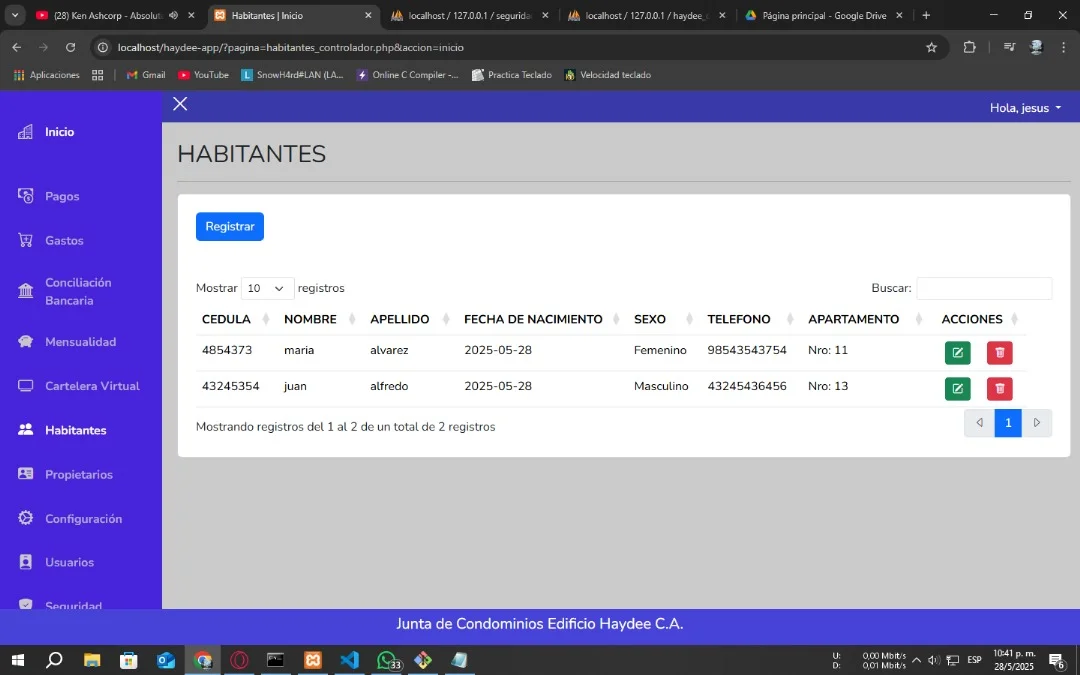 (28) Ken Ashcorp - Absolut
Habitantes | Inicio
localhost / 127.0.0.1 / segurida
localhost / 127.0.0.1 / haydee_
Página principal - Google Drive
localhost/haydee-app/?pagina=habitantes_controlador.php&accion=inicio
Aplicaciones
Gmail
YouTube
SnowH4rd#LAN (LA...
Online C Compiler -...
Practica Teclado
Velocidad teclado
Hola, jesus
Inicio
Pagos
Gastos
Conciliación
Bancaria
Mensualidad
Cartelera Virtual
Habitantes
Propietarios
Configuración
Usuarios
Seguridad
HABITANTES
Registrar
Mostrar 10 registros
Buscar:
CEDULA NOMBRE APELLIDO FECHA DE NACIMIENTO SEXO TELEFONO APARTAMENTO ACCIONES
4854373 maria alvarez 2025-05-28 Femenino 98543543754 Nro: 11
43245354 juan alfredo 2025-05-28 Masculino 43245436456 Nro: 13
Mostrando registros del 1 al 2 de un total de 2 registros
1
Junta de Condominios Edificio Haydee C.A.
33
U: 0,00 Mbit/s
D: 0,01 Mbit/s
ESP
10:41 p. m.
28/5/2025
6